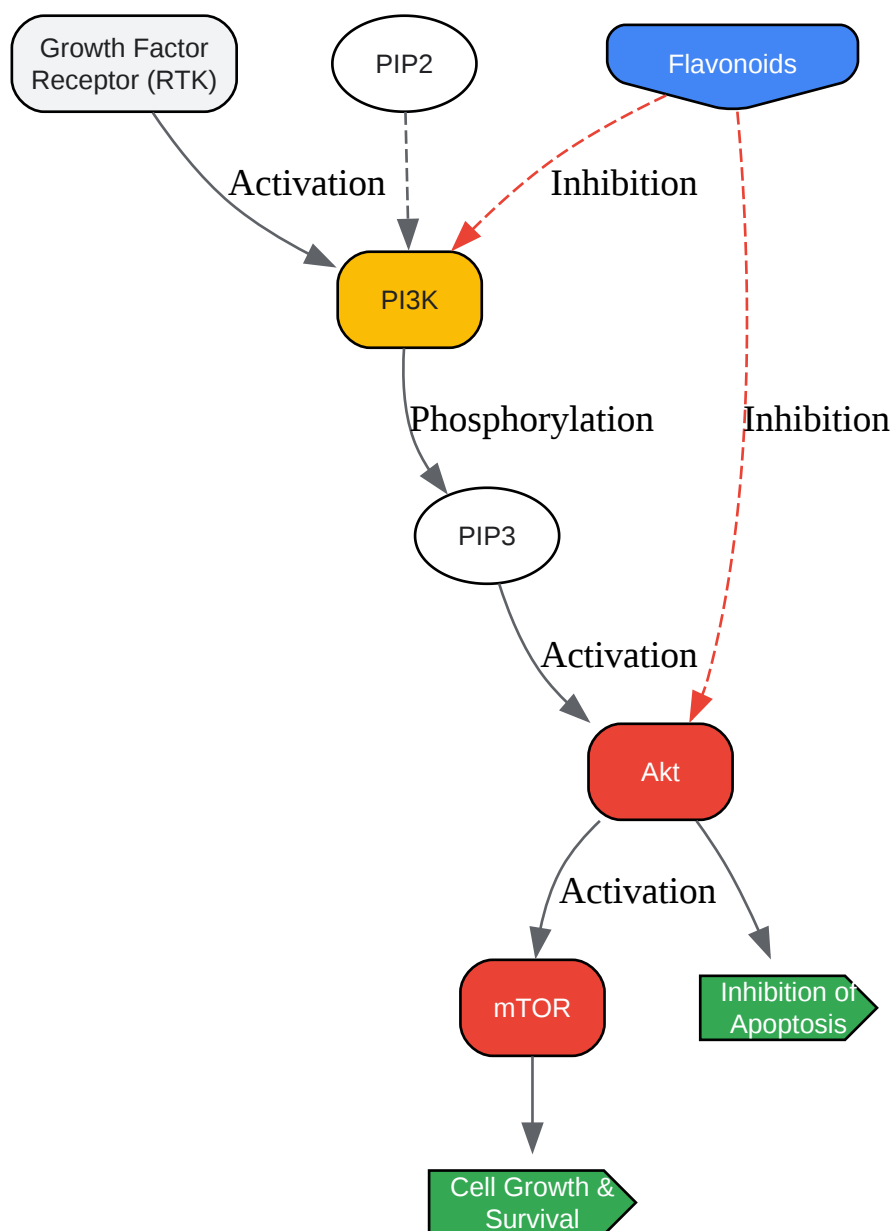 Growth Factor
Receptor (RTK)
PIP2
Flavonoids
Activation
Inhibition
PI3K
Phosphorylation
Inhibition
PIP3
Activation
Akt
Activation
mTOR
Inhibition of
Apoptosis
Cell Growth &
Survival